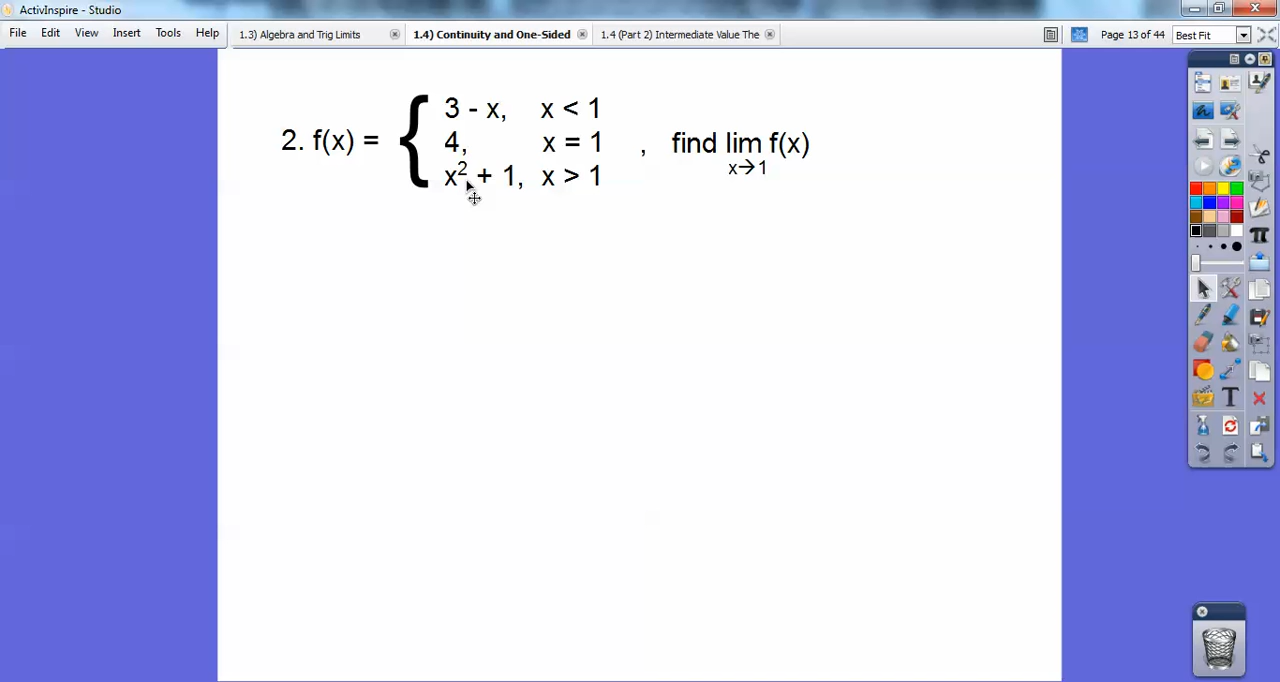 ActivInspire - Studio
File Edit View Insert Tools Help
1.3) Algebra and Trig Limits
1.4) Continuity and One-Sided
1.4 (Part 2) Intermediate Value The
Page 13 of 44
Best Fit
2. f(x) = { 3 - x, x < 1
4, x = 1 , find lim f(x)
x→1
x² + 1, x > 1